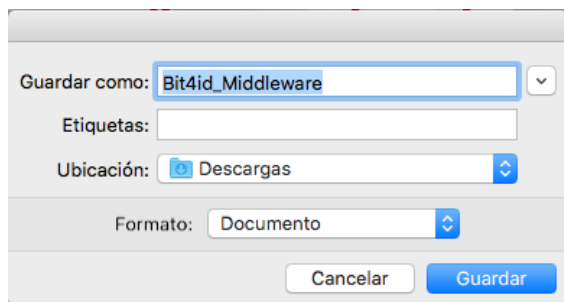 Guardar como: Bit4id_Middleware
Etiquetas:
Ubicación: Descargas
Formato: Documento
Cancelar Guardar